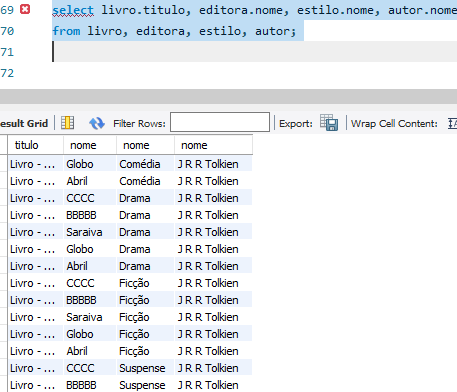 69 select livro.titulo, editora.nome, estilo.nome, autor.nome
70 from livro, editora, estilo, autor;
71
72
esult Grid Filter Rows: Export: Wrap Cell Content:
titulo nome nome nome
Livro - ... Globo Comédia J R R Tolkien
Livro - ... Abril Comédia J R R Tolkien
Livro - ... CCCC Drama J R R Tolkien
Livro - ... BBBBB Drama J R R Tolkien
Livro - ... Saraiva Drama J R R Tolkien
Livro - ... Globo Drama J R R Tolkien
Livro - ... Abril Drama J R R Tolkien
Livro - ... CCCC Ficção J R R Tolkien
Livro - ... BBBBB Ficção J R R Tolkien
Livro - ... Saraiva Ficção J R R Tolkien
Livro - ... Globo Ficção J R R Tolkien
Livro - ... Abril Ficção J R R Tolkien
Livro - ... CCCC Suspense J R R Tolkien
Livro - ... BBBBB Suspense J R R Tolkien